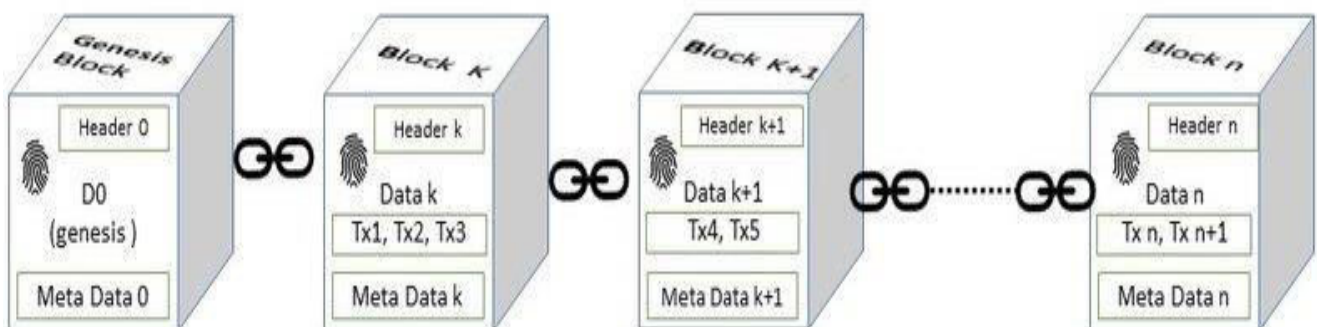 Genesis
Block
Header 0
D0
(genesis )
Meta Data 0
Block K
Header k
Data k
Tx1, Tx2, Tx3
Meta Data k
Block K+1
Header k+1
Data k+1
Tx4, Tx5
Meta Data k+1
Block n
Header n
Data n
Tx n, Tx n+1
Meta Data n